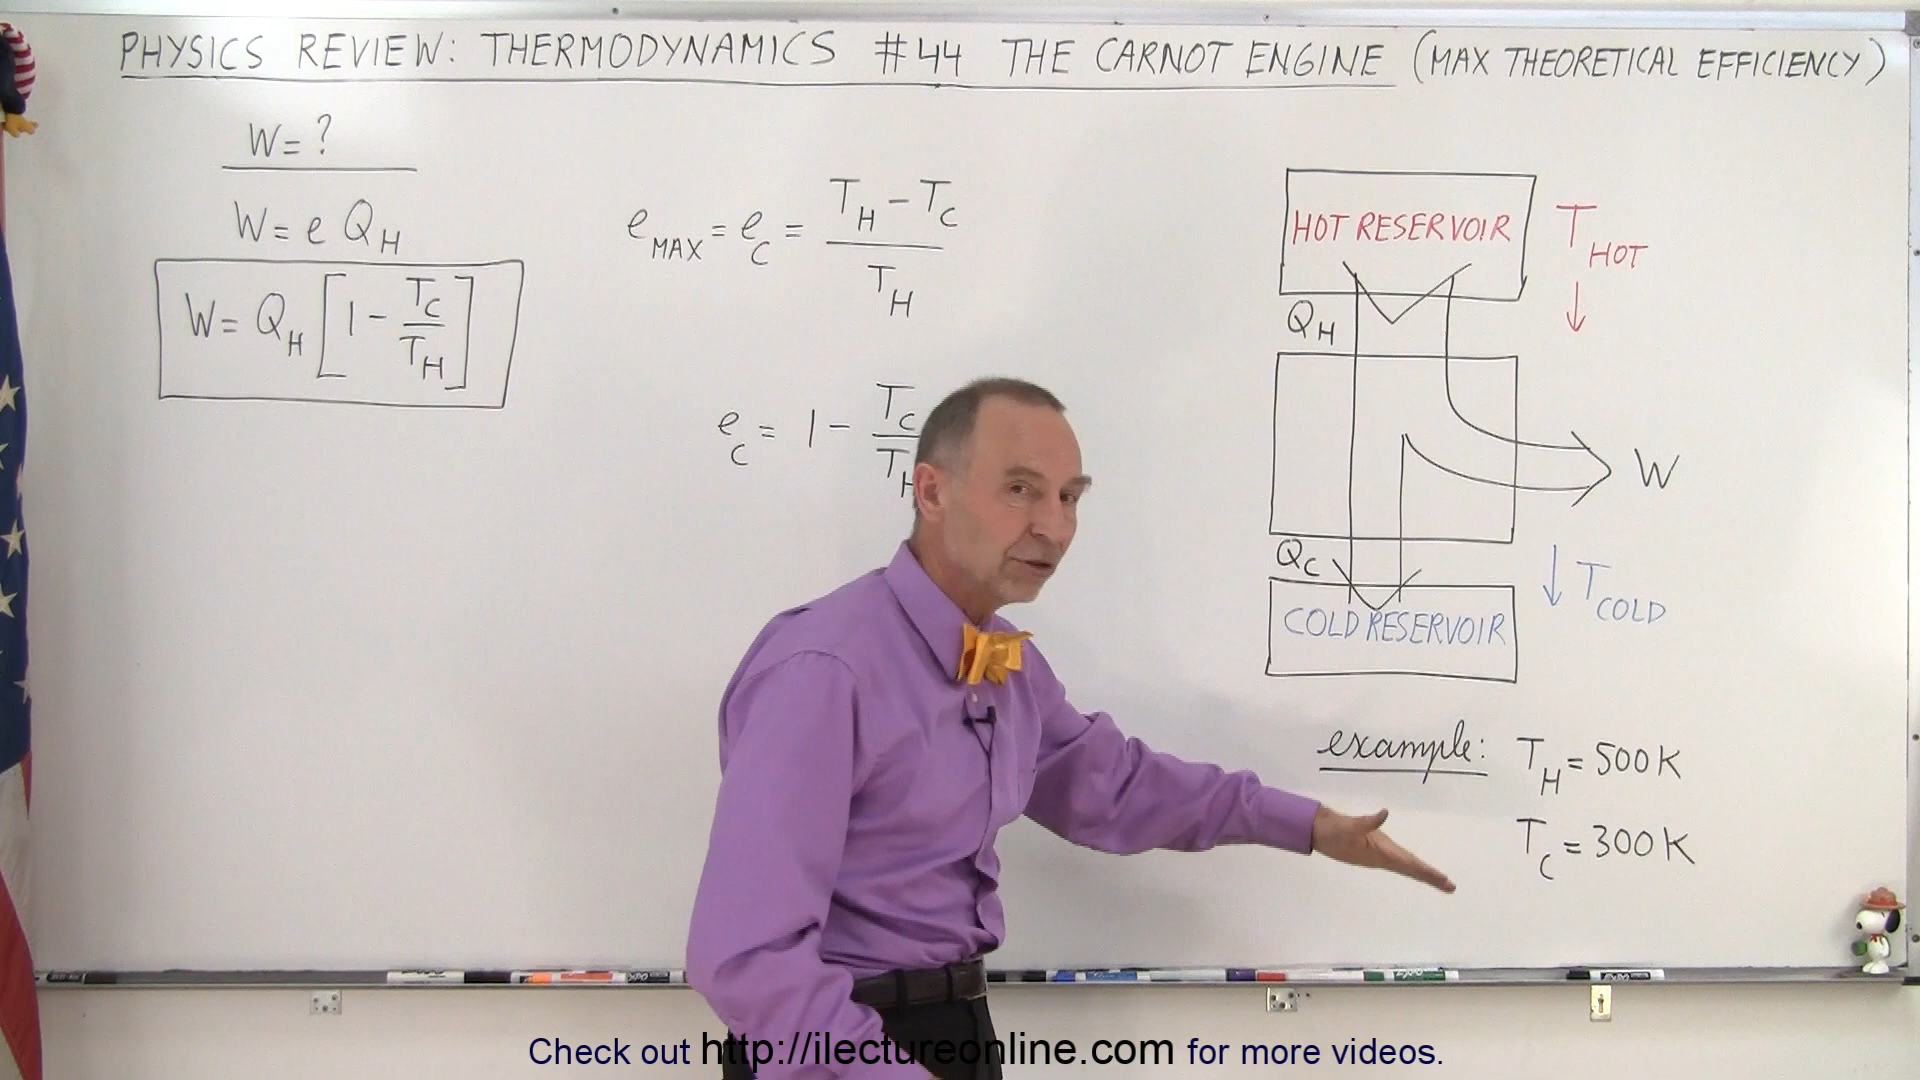 PHYSICS REVIEW: THERMODYNAMICS #44 THE CARNOT ENGINE (MAX THEORETICAL EFFICIENCY)
W = ?
W = e Q_H
W = Q_H [1 - T_C/T_H]
e_MAX = e_C = (T_H - T_C)/T_H
e_C = 1 - T_C/T_H
HOT RESERVOIR
T_HOT
Q_H
W
Q_C
T_COLD
COLD RESERVOIR
example: T_H = 500 K
T_C = 300 K
Check out http://ilectureonline.com for more videos.